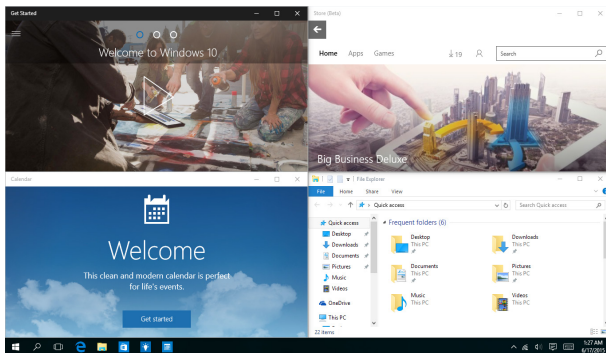 Get Started
Welcome to Windows 10
Store (Beta)
Home Apps Games 19 Search
Big Business Deluxe
Calendar
Welcome
This clean and modern calendar is perfect
for life's events.
Get started
File Explorer
File Home Share View
Quick access Search Quick access
Quick access
Desktop
Downloads
Documents
Pictures
Music
Videos
OneDrive
This PC
Frequent folders (6)
Desktop
This PC
Downloads
This PC
Documents
This PC
Pictures
This PC
Music
This PC
Videos
This PC
22 items
1:27 AM
6/17/2015